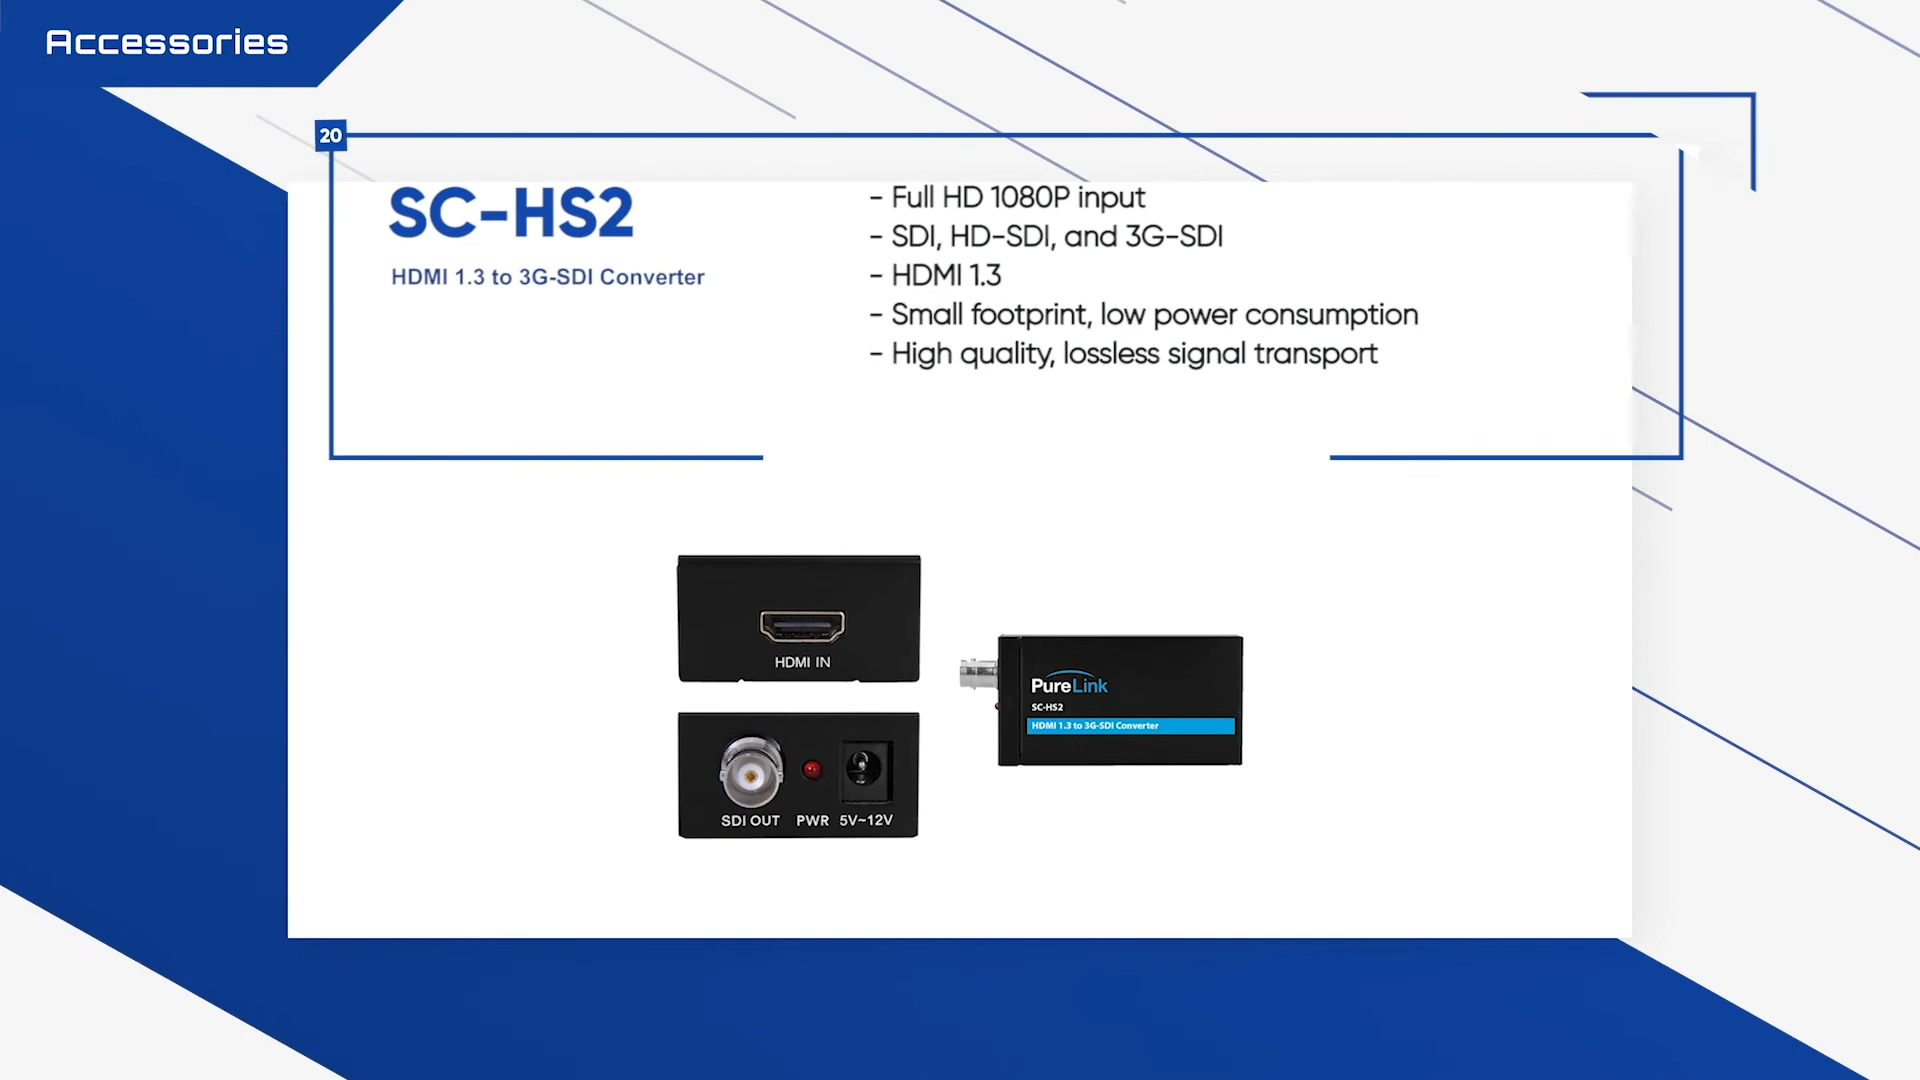 Accessories
20
SC-HS2
HDMI 1.3 to 3G-SDI Converter
- Full HD 1080P input
- SDI, HD-SDI, and 3G-SDI
- HDMI 1.3
- Small footprint, low power consumption
- High quality, lossless signal transport
HDMI IN
SDI OUT PWR 5V~12V
PureLink
SC-HS2
HDMI 1.3 to 3G-SDI Converter